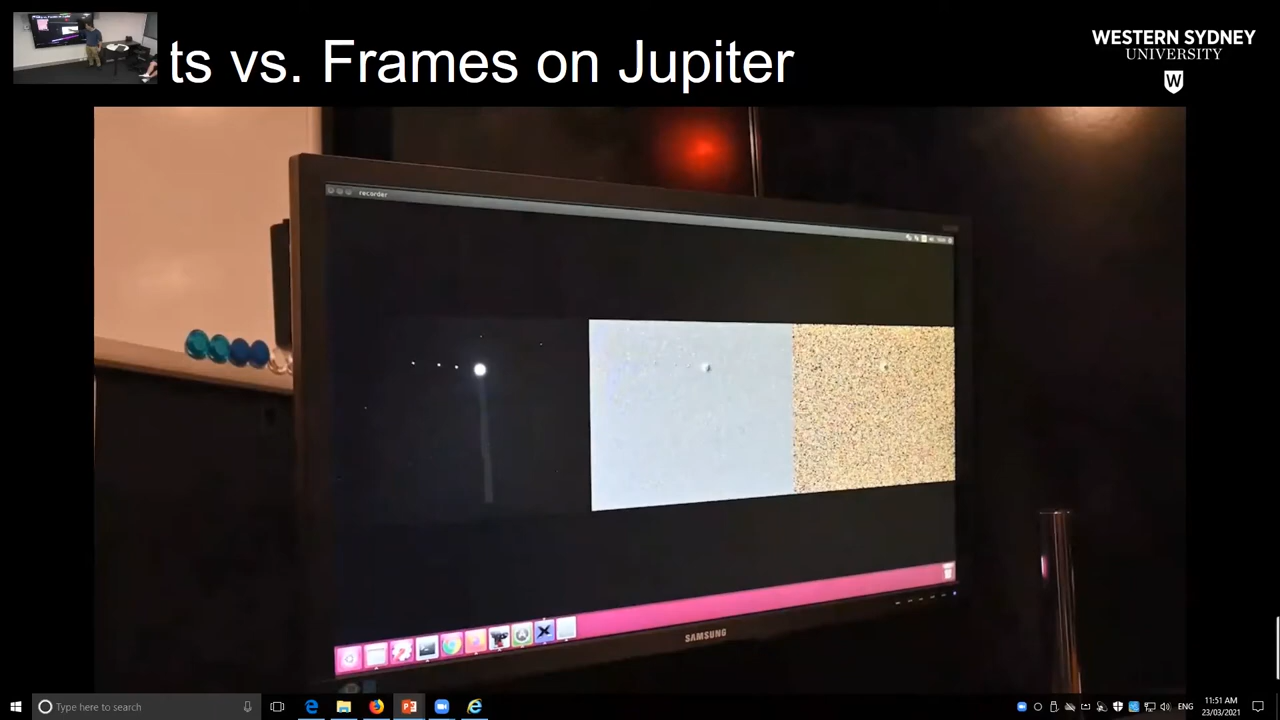 ts vs. Frames on Jupiter
WESTERN SYDNEY
UNIVERSITY
W
recorder
SAMSUNG
Type here to search
ENG
11:51 AM
23/03/2021